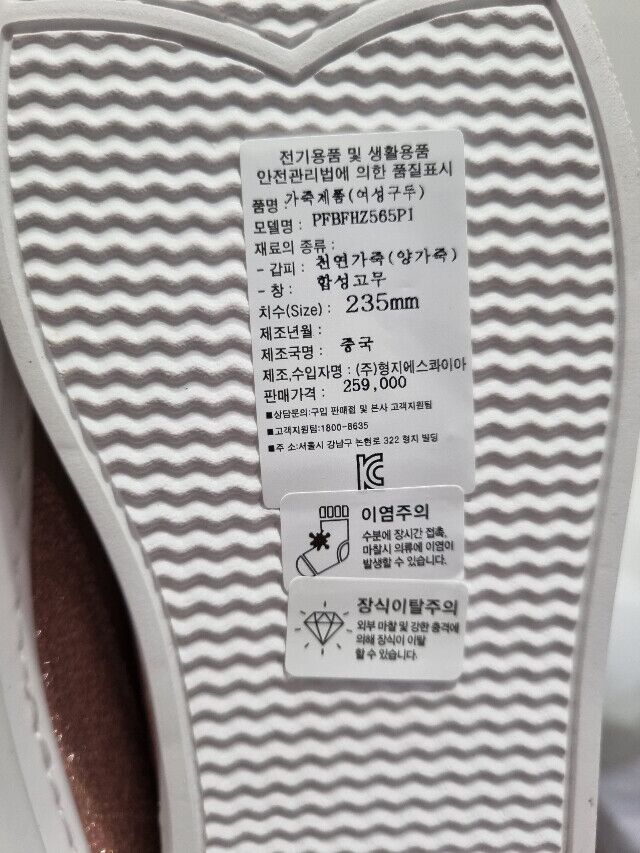 전기용품 및 생활용품
안전관리법에 의한 품질표시
품명 : 가죽제품(여성구두)
모델명 : PFBFHZ565P1
재료의 종류 :
- 갑피 : 천연가죽(양가죽)
- 창 : 합성고무
치수(Size) : 235mm
제조년월 :
제조국명 : 중국
제조,수입자명 : (주)형지에스콰이아
판매가격 : 259,000
■상담문의:구입 판매점 및 본사 고객지원팀
■고객지원팀:1800-8635
■주 소:서울시 강남구 논현로 322 형지 빌딩
이염주의
수분에 장시간 접촉,
마찰시 의류에 이염이
발생할 수 있습니다.
장식이탈주의
외부 마찰 및 강한 충격에
의해 장식이 이탈
할 수 있습니다.